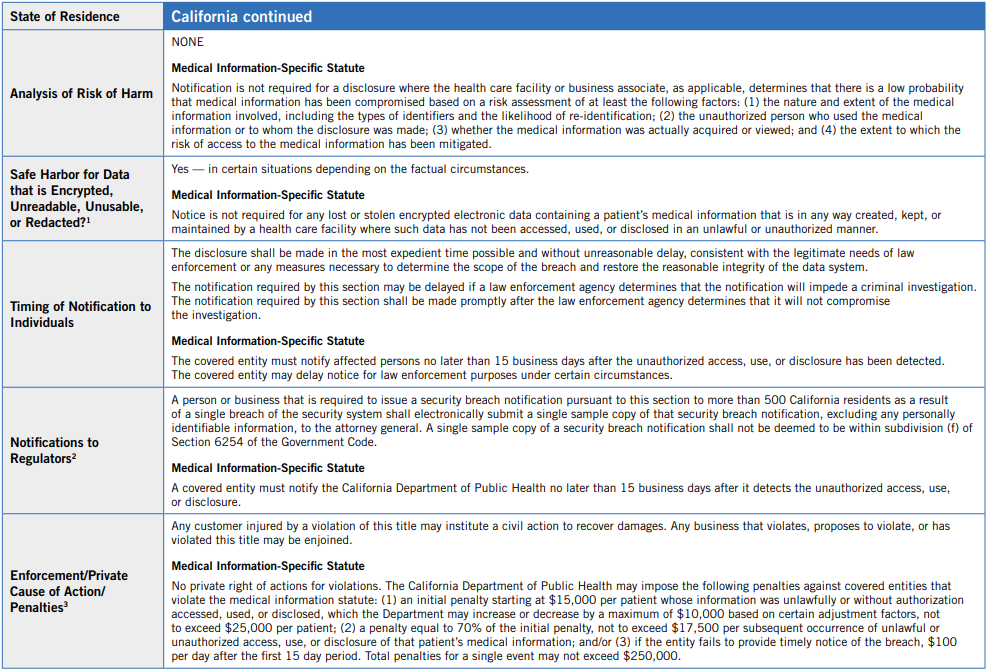 State of Residence
California continued
Analysis of Risk of Harm
NONE
Medical Information-Specific Statute
Notification is not required for a disclosure where the health care facility or business associate, as applicable, determines that there is a low probability
that medical information has been compromised based on a risk assessment of at least the following factors: (1) the nature and extent of the medical
information involved, including the types of identifiers and the likelihood of re-identification; (2) the unauthorized person who used the medical
information or to whom the disclosure was made; (3) whether the medical information was actually acquired or viewed; and (4) the extent to which the
risk of access to the medical information has been mitigated.
Safe Harbor for Data
that is Encrypted,
Unreadable, Unusable,
or Redacted?¹
Yes — in certain situations depending on the factual circumstances.
Medical Information-Specific Statute
Notice is not required for any lost or stolen encrypted electronic data containing a patient's medical information that is in any way created, kept, or
maintained by a health care facility where such data has not been accessed, used, or disclosed in an unlawful or unauthorized manner.
Timing of Notification to
Individuals
The disclosure shall be made in the most expedient time possible and without unreasonable delay, consistent with the legitimate needs of law
enforcement or any measures necessary to determine the scope of the breach and restore the reasonable integrity of the data system.
The notification required by this section may be delayed if a law enforcement agency determines that the notification will impede a criminal investigation.
The notification required by this section shall be made promptly after the law enforcement agency determines that it will not compromise
the investigation.
Medical Information-Specific Statute
The covered entity must notify affected persons no later than 15 business days after the unauthorized access, use, or disclosure has been detected.
The covered entity may delay notice for law enforcement purposes under certain circumstances.
Notifications to
Regulators²
A person or business that is required to issue a security breach notification pursuant to this section to more than 500 California residents as a result
of a single breach of the security system shall electronically submit a single sample copy of that security breach notification, excluding any personally
identifiable information, to the attorney general. A single sample copy of a security breach notification shall not be deemed to be within subdivision (f) of
Section 6254 of the Government Code.
Medical Information-Specific Statute
A covered entity must notify the California Department of Public Health no later than 15 business days after it detects the unauthorized access, use,
or disclosure.
Enforcement/Private
Cause of Action/
Penalties³
Any customer injured by a violation of this title may institute a civil action to recover damages. Any business that violates, proposes to violate, or has
violated this title may be enjoined.
Medical Information-Specific Statute
No private right of actions for violations. The California Department of Public Health may impose the following penalties against covered entities that
violate the medical information statute: (1) an initial penalty starting at $15,000 per patient whose information was unlawfully or without authorization
accessed, used, or disclosed, which the Department may increase or decrease by a maximum of $10,000 based on certain adjustment factors, not
to exceed $25,000 per patient; (2) a penalty equal to 70% of the initial penalty, not to exceed $17,500 per subsequent occurrence of unlawful or
unauthorized access, use, or disclosure of that patient's medical information; and/or (3) if the entity fails to provide timely notice of the breach, $100
per day after the first 15 day period. Total penalties for a single event may not exceed $250,000.